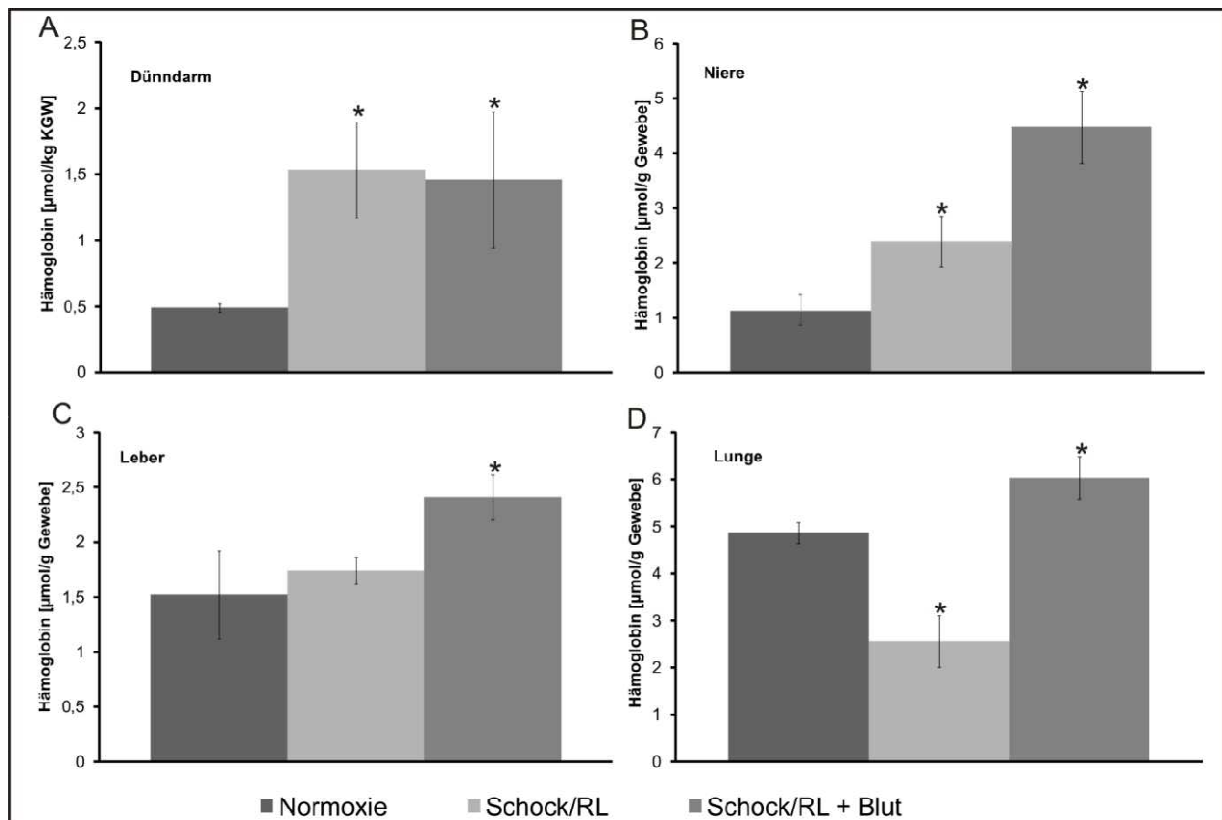 A
Dünndarm
Hämoglobin [µmol/kg KGW]
2,5
2
1,5
1
0,5
0
*
*
B
Niere
Hämoglobin [µmol/g Gewebe]
6
5
4
3
2
1
0
*
*
C
Leber
Hämoglobin [µmol/g Gewebe]
3
2,5
2
1,5
1
0,5
0
*
D
Lunge
Hämoglobin [µmol/g Gewebe]
7
6
5
4
3
2
1
0
*
*
Normoxie Schock/RL Schock/RL + Blut